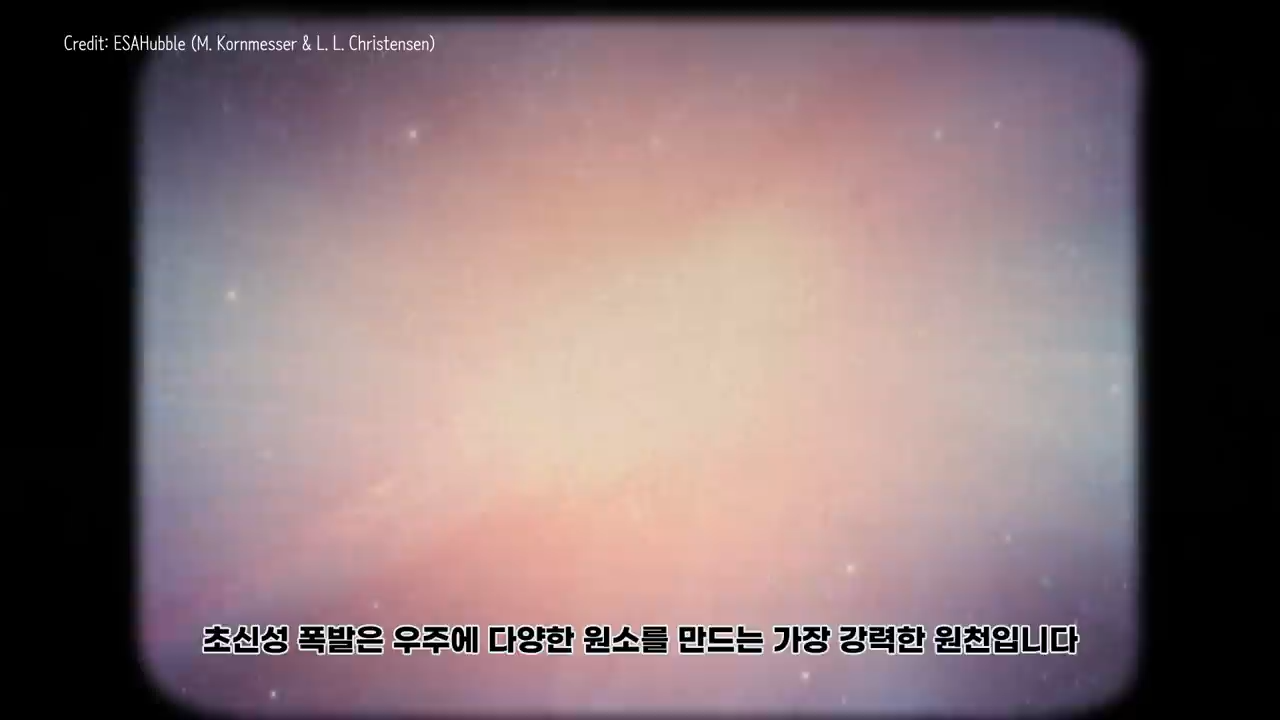 Credit: ESAHubble (M. Kornmesser & L. L. Christensen)
초신성 폭발은 우주에 다양한 원소를 만드는 가장 강력한 원천입니다